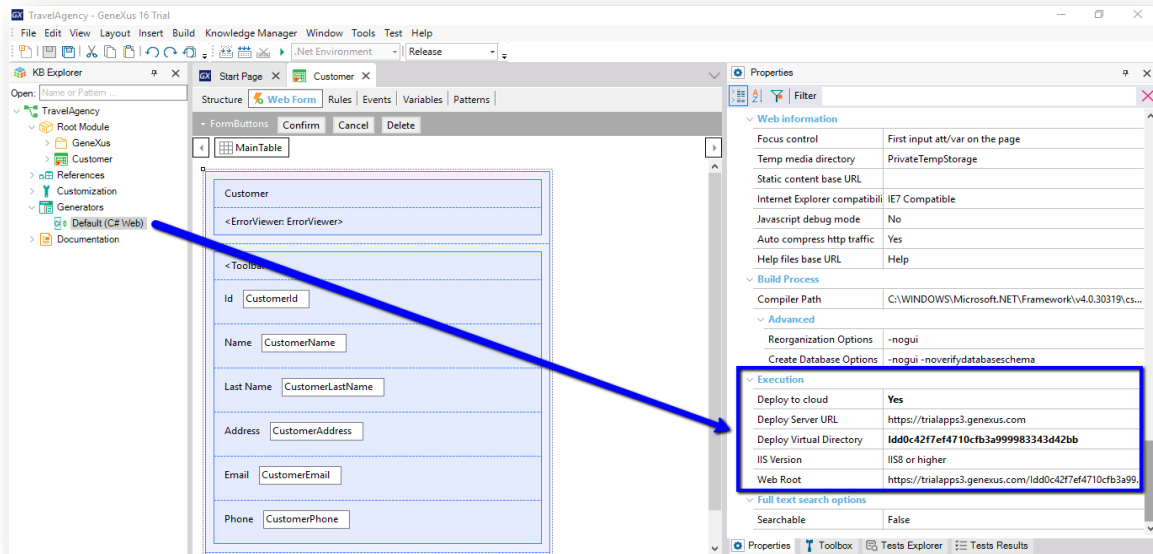 TravelAgency - GeneXus 16 Trial
File Edit View Layout Insert Build Knowledge Manager Window Tools Test Help
.Net Environment Release
KB Explorer
Open: Name or Pattern ...
TravelAgency
Root Module
GeneXus
Customer
References
Customization
Generators
Default (C# Web)
Documentation
Start Page Customer
Structure Web Form Rules Events Variables Patterns
FormButtons Confirm Cancel Delete
MainTable
Customer
<ErrorViewer: ErrorViewer>
<Toolba
Id CustomerId
Name CustomerName
Last Name CustomerLastName
Address CustomerAddress
Email CustomerEmail
Phone CustomerPhone
Properties
Filter
Web information
Focus control First input att/var on the page
Temp media directory PrivateTempStorage
Static content base URL
Internet Explorer compatibili IE7 Compatible
Javascript debug mode No
Auto compress http traffic Yes
Help files base URL Help
Build Process
Compiler Path C:\WINDOWS\Microsoft.NET\Framework\v4.0.30319\cs...
Advanced
Reorganization Options -nogui
Create Database Options -nogui -noverifydatabaseschema
Execution
Deploy to cloud Yes
Deploy Server URL https://trialapps3.genexus.com
Deploy Virtual Directory Idd0c42f7ef4710cfb3a999983343d42bb
IIS Version IIS8 or higher
Web Root https://trialapps3.genexus.com/Idd0c42f7ef4710cfb3a99.
Full text search options
Searchable False
Properties Toolbox Tests Explorer Tests Results